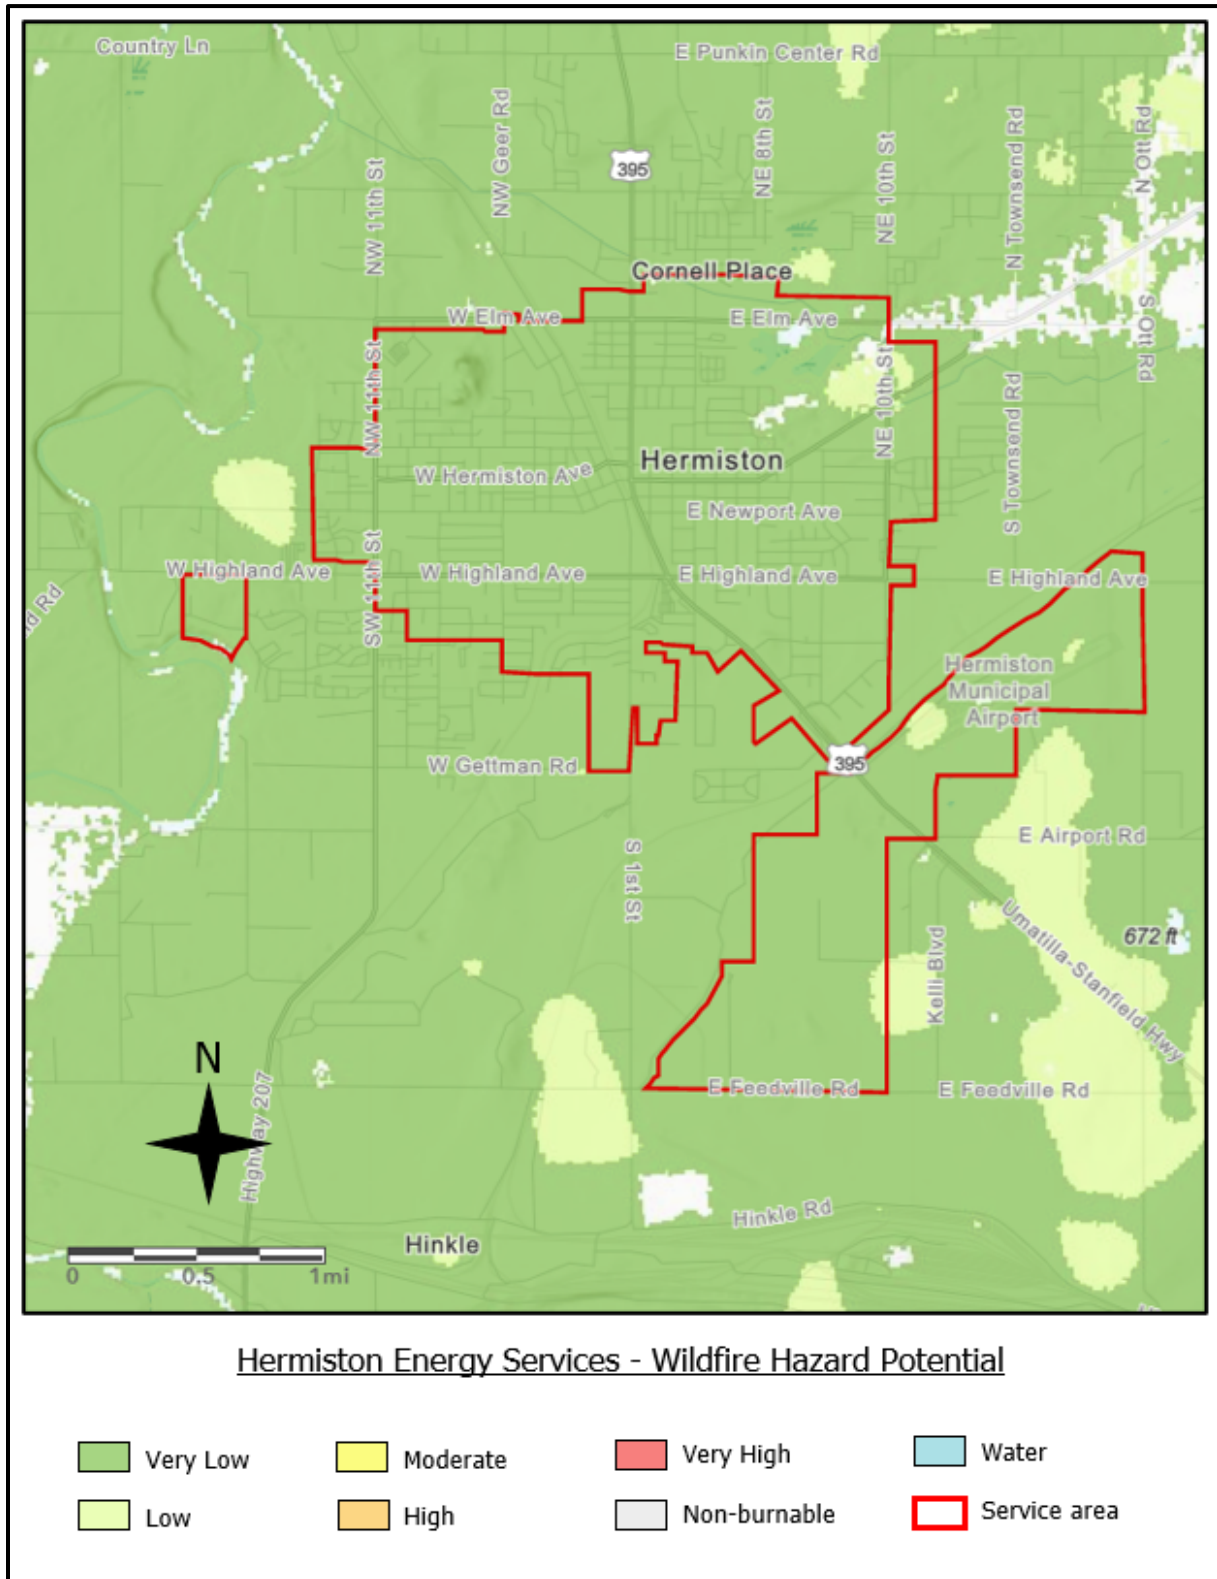 Country Ln
E Punkin Center Rd
NW 11th St
NW Geer Rd
395
NE 8th St
NE 10th St
N Townsend Rd
N Ott Rd
Cornell Place
W Elm Ave
E Elm Ave
S Ott Rd
NW 11th St
NE 10th St
S Townsend Rd
Hermiston
W Hermiston Ave
E Newport Ave
W Highland Ave
SW 11th St
W Highland Ave
E Highland Ave
E Highland Ave
Hermiston
Municipal
Airport
W Gettman Rd
395
E Airport Rd
S 1st St
Umatilla-Stanfield Hwy
672 ft
Kelli Blvd
N
E Feedville Rd
E Feedville Rd
Highway 207
Hinkle Rd
Hinkle
0 0.5 1mi
Hermiston Energy Services - Wildfire Hazard Potential
Very Low
Moderate
Very High
Water
Low
High
Non-burnable
Service area